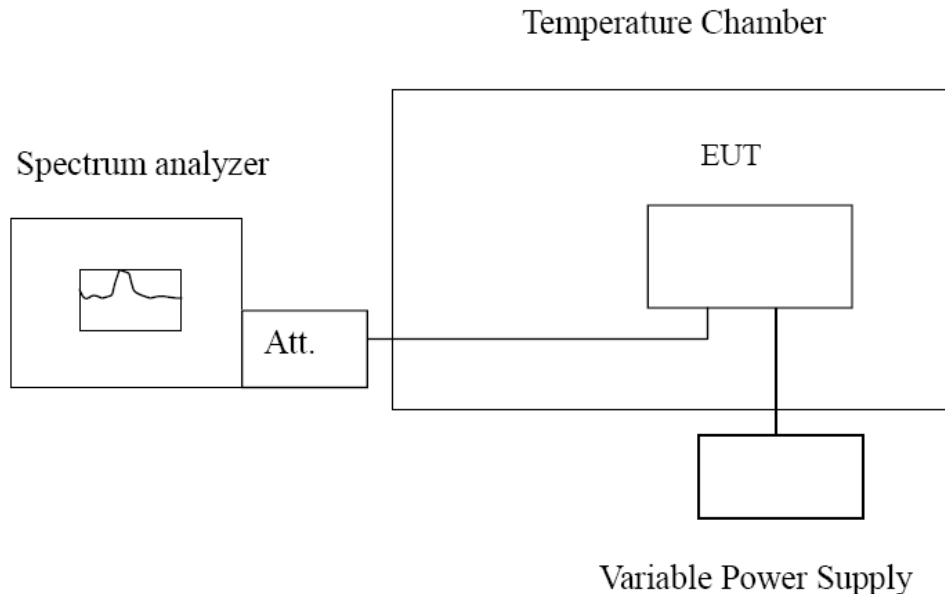 Temperature Chamber
Spectrum analyzer
EUT
Att.
Variable Power Supply